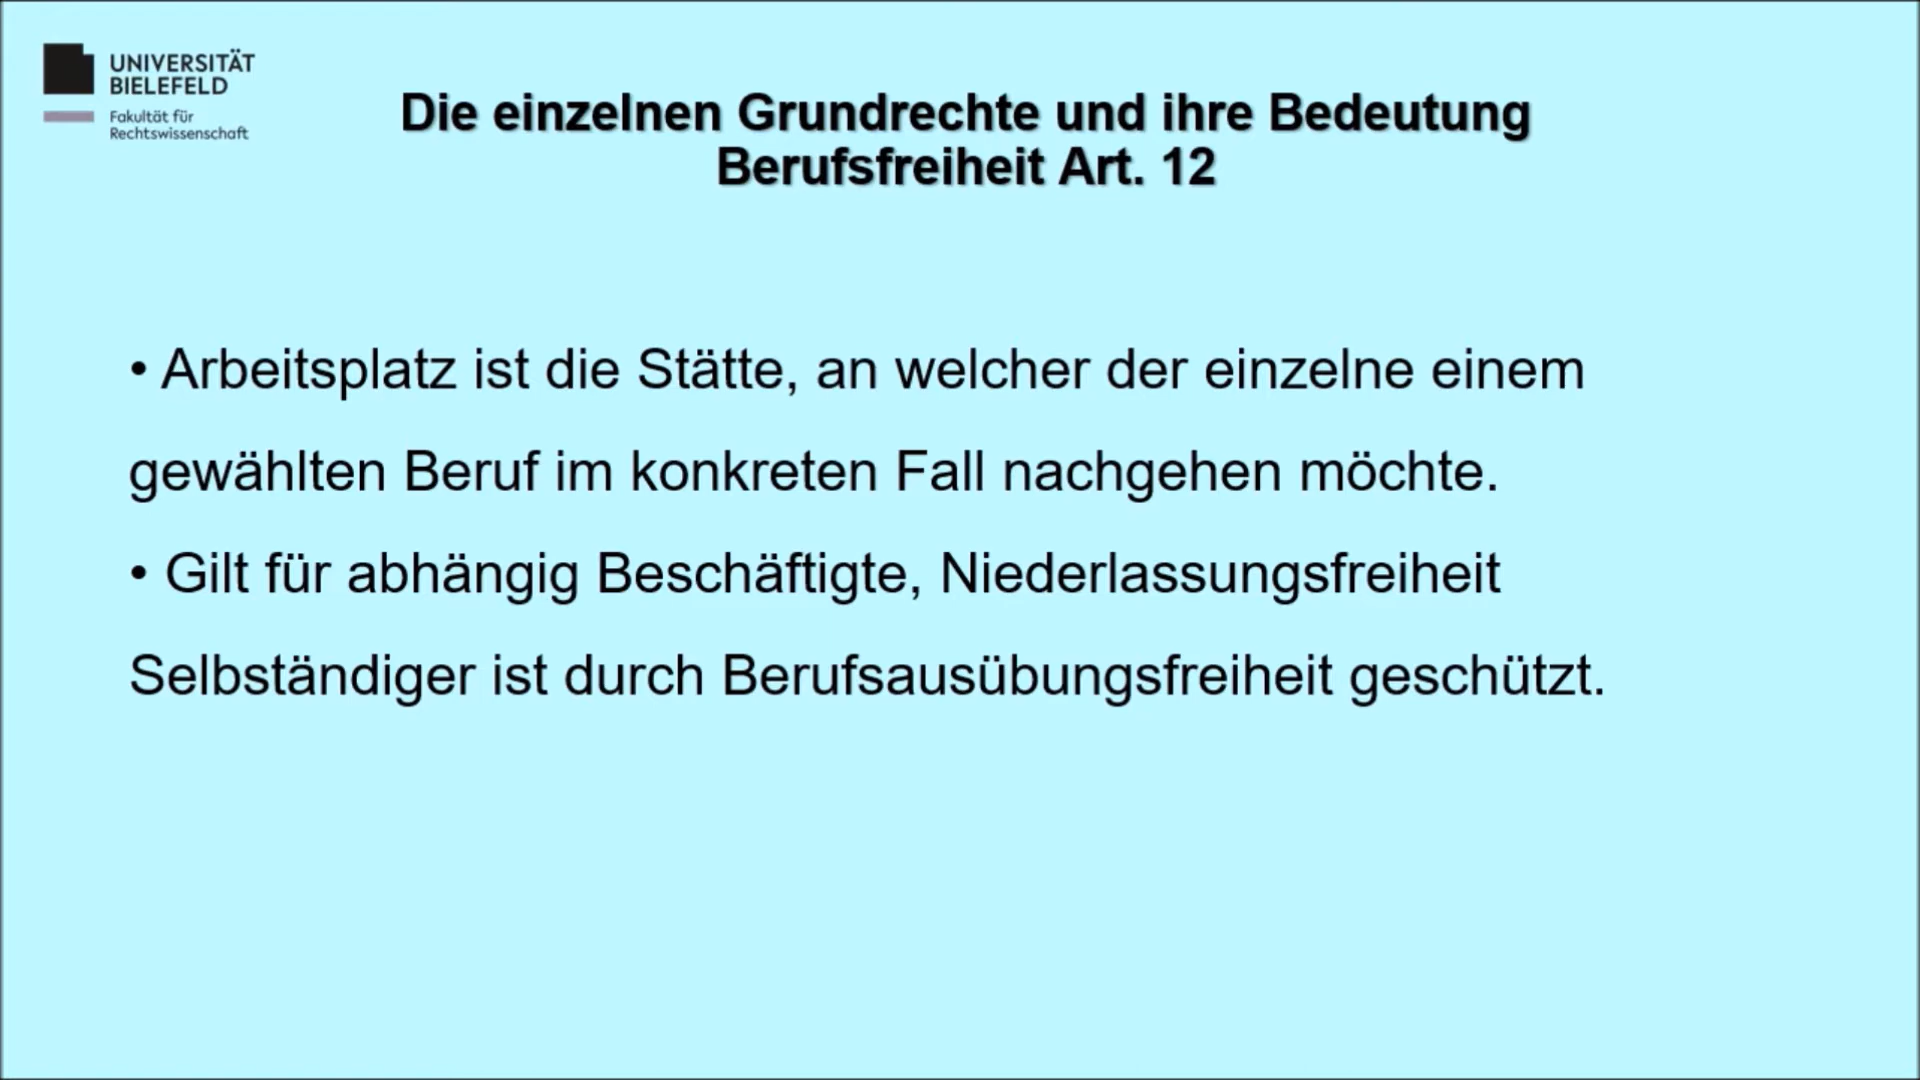 UNIVERSITÄT
BIELEFELD
Fakultät für
Rechtswissenschaft
Die einzelnen Grundrechte und ihre Bedeutung
Berufsfreiheit Art. 12
• Arbeitsplatz ist die Stätte, an welcher der einzelne einem
gewählten Beruf im konkreten Fall nachgehen möchte.
• Gilt für abhängig Beschäftigte, Niederlassungsfreiheit
Selbständiger ist durch Berufsausübungsfreiheit geschützt.